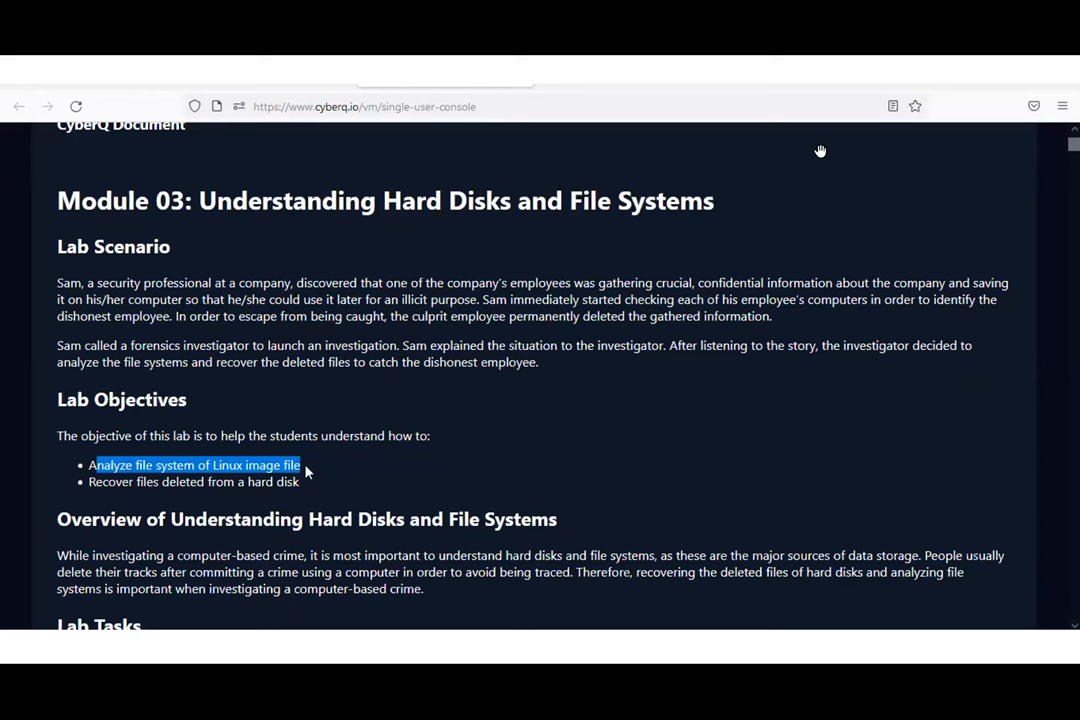 https://www.cyberq.io/vm/single-user-console
CyberQ Document
Module 03: Understanding Hard Disks and File Systems
Lab Scenario
Sam, a security professional at a company, discovered that one of the company's employees was gathering crucial, confidential information about the company and saving
it on his/her computer so that he/she could use it later for an illicit purpose. Sam immediately started checking each of his employee's computers in order to identify the
dishonest employee. In order to escape from being caught, the culprit employee permanently deleted the gathered information.
Sam called a forensics investigator to launch an investigation. Sam explained the situation to the investigator. After listening to the story, the investigator decided to
analyze the file systems and recover the deleted files to catch the dishonest employee.
Lab Objectives
The objective of this lab is to help the students understand how to:
• Analyze file system of Linux image file
• Recover files deleted from a hard disk
Overview of Understanding Hard Disks and File Systems
While investigating a computer-based crime, it is most important to understand hard disks and file systems, as these are the major sources of data storage. People usually
delete their tracks after committing a crime using a computer in order to avoid being traced. Therefore, recovering the deleted files of hard disks and analyzing file
systems is important when investigating a computer-based crime.
Lab Tasks